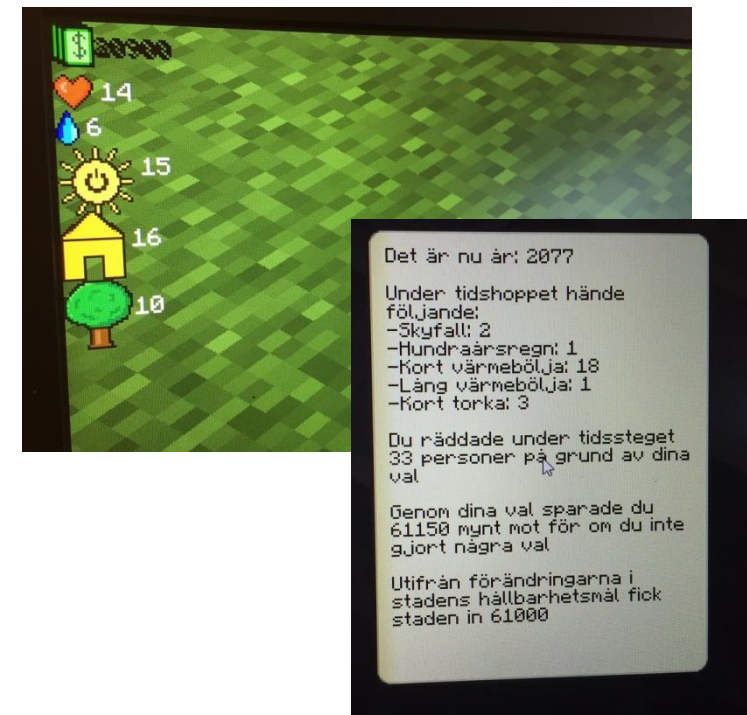 $ 80900
14
6
15
16
10
Det är nu år: 2077
Under tidshoppet hände
följande:
-Skyfall: 2
-Hundraårsregn: 1
-Kort värmebölja: 18
-Lång värmebölja: 1
-Kort torka: 3
Du räddade under tidssteget
33 personer på grund av dina
val
Genom dina val sparade du
61150 mynt mot för om du inte
gjort några val
Utifrån förändringarna i
stadens hållbarhetsmål fick
staden in 61000